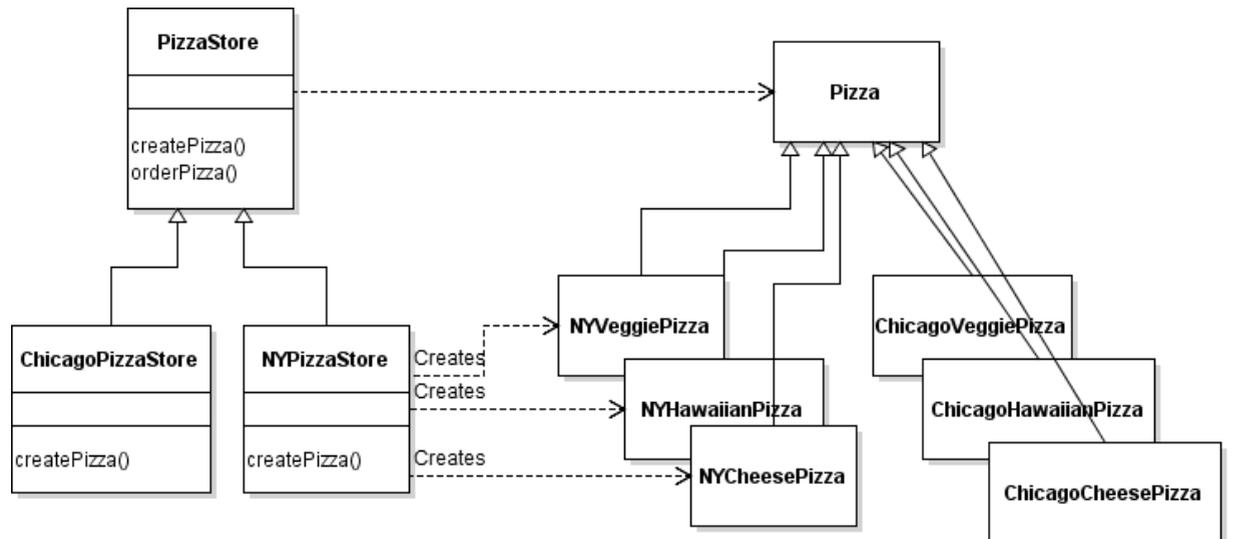 PizzaStore
createPizza()
orderPizza()
Pizza
ChicagoPizzaStore
createPizza()
NYPizzaStore
createPizza()
Creates
Creates
Creates
NYVeggiePizza
NYHawaiianPizza
NYCheesePizza
ChicagoVeggiePizza
ChicagoHawaiianPizza
ChicagoCheesePizza